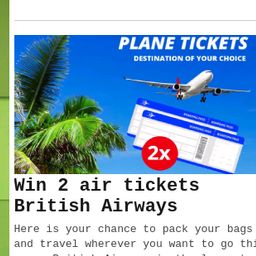 PLANE TICKETS
DESTINATION OF YOUR CHOICE
2x
Win 2 air tickets
British Airways
Here is your chance to pack your bags
and travel wherever you want to go thi